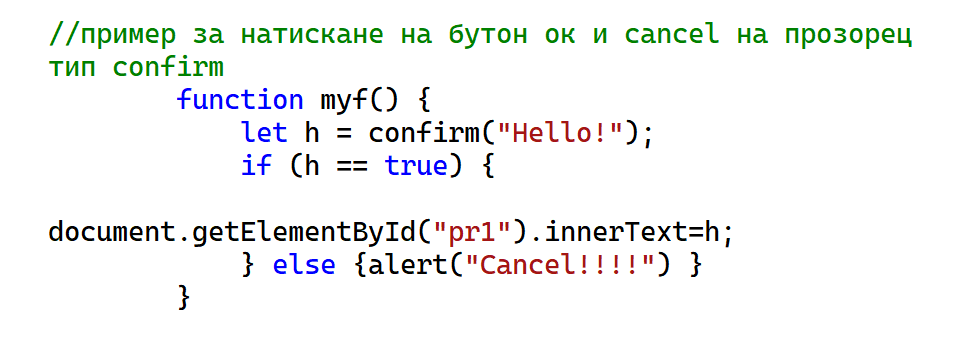 //пример за натискане на бутон ок и cancel на прозорец
тип confirm
function myf() {
let h = confirm("Hello!");
if (h == true) {
document.getElementById("pr1").innerText=h;
} else {alert("Cancel!!!!") }
}